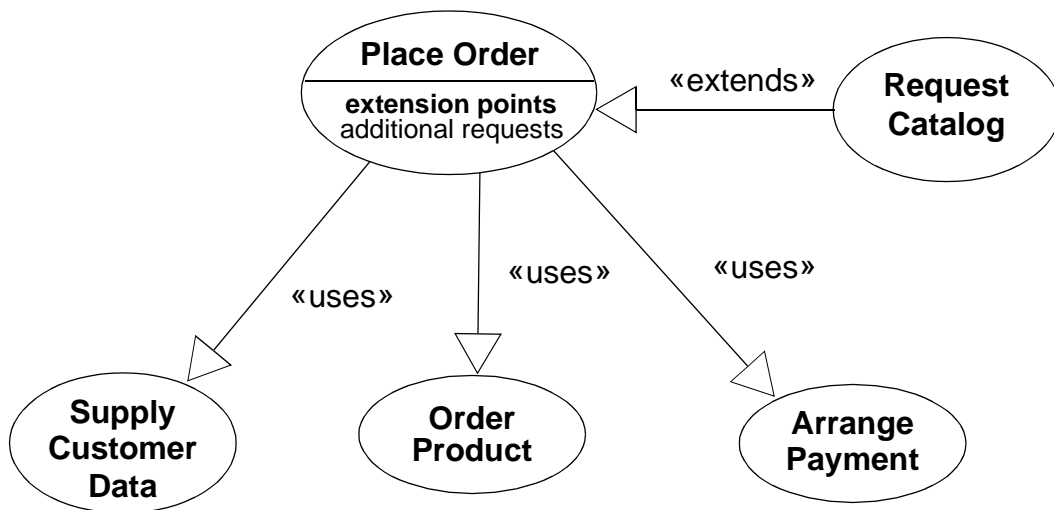 Place Order
extension points
additional requests
«extends»
Request
Catalog
«uses»
«uses»
«uses»
Supply
Customer
Data
Order
Product
Arrange
Payment